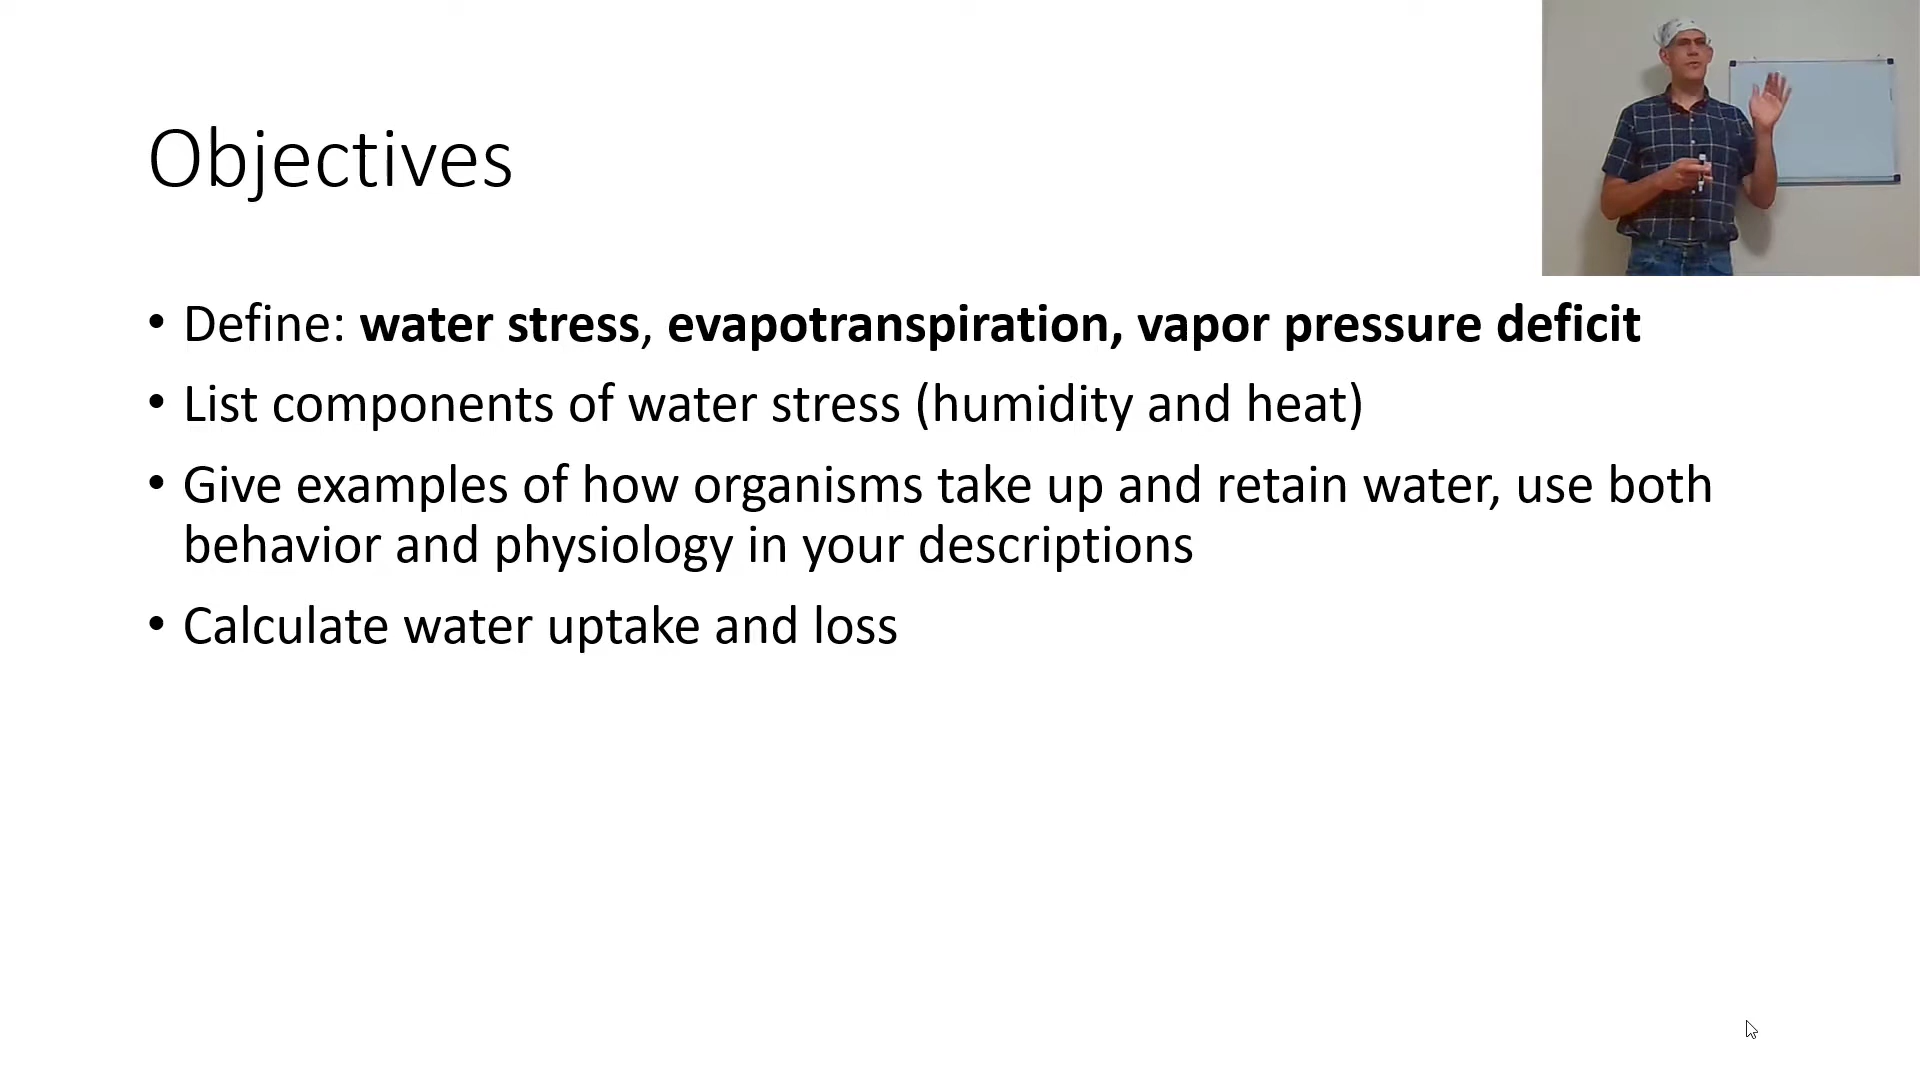 Objectives
• Define: water stress, evapotranspiration, vapor pressure deficit
• List components of water stress (humidity and heat)
• Give examples of how organisms take up and retain water, use both
behavior and physiology in your descriptions
• Calculate water uptake and loss